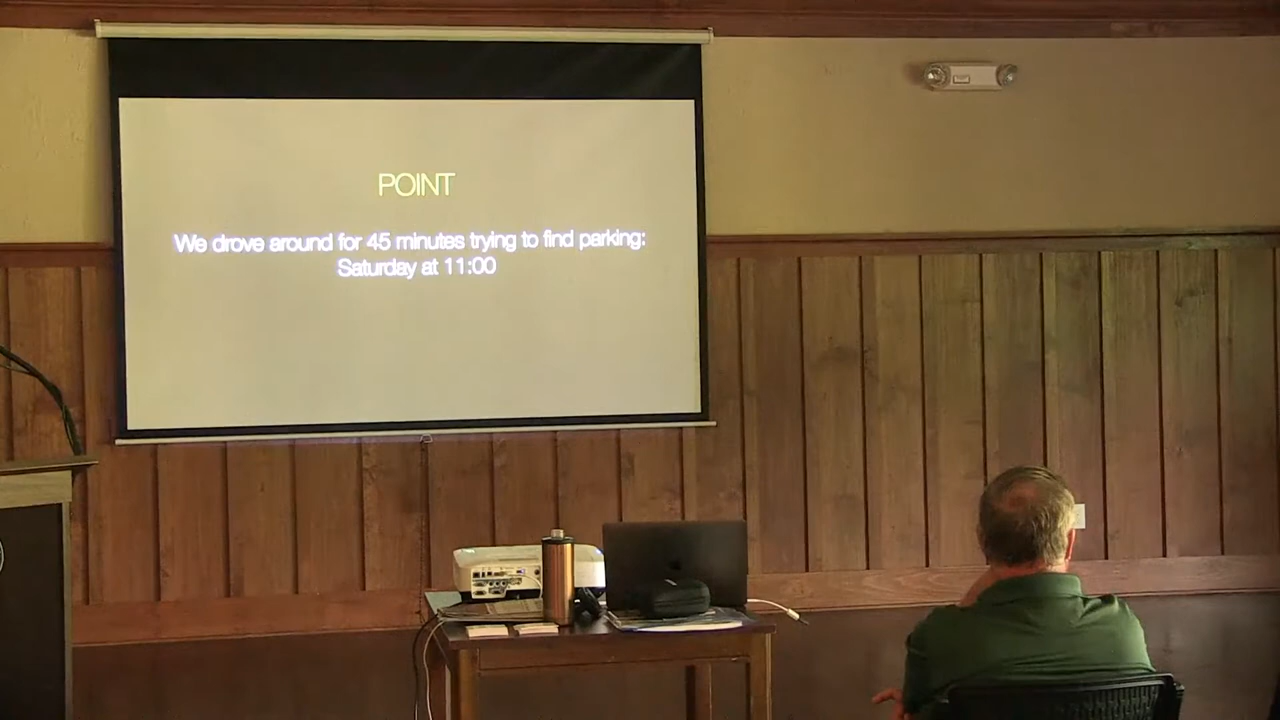 POINT
We drove around for 45 minutes trying to find parking:
Saturday at 11:00